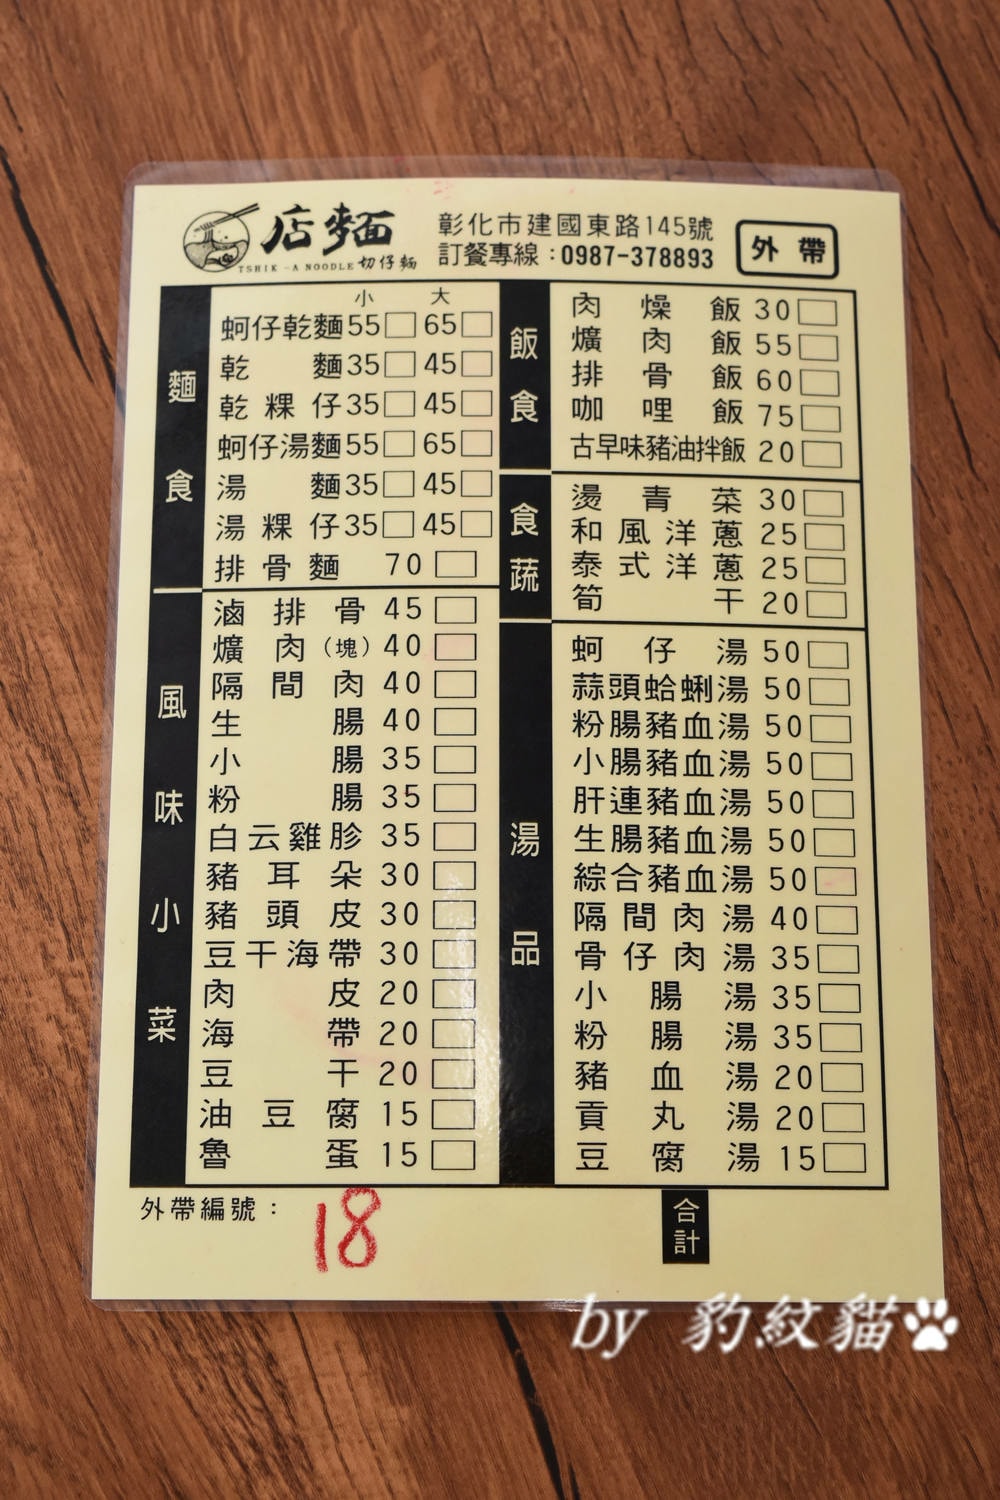 店麵
TSHIK-A NOODLE 切仔麵
彰化市建國東路145號
訂餐專線：0987-378893
外帶
麵食
小 大
蚵仔乾麵 55 65
乾麵 35 45
乾粿仔 35 45
蚵仔湯麵 55 65
湯麵 35 45
湯粿仔 35 45
排骨麵 70
風味小菜
滷排骨 45
爌肉(塊) 40
隔間肉 40
生腸 40
小腸 35
粉腸 35
白云雞胗 35
豬耳朵 30
豬頭皮 30
豆干海帶 30
肉皮 20
海帶 20
豆干 20
油豆腐 15
魯蛋 15
飯食
肉燥飯 30
爌肉飯 55
排骨飯 60
咖哩飯 75
古早味豬油拌飯 20
食蔬
燙青菜 30
和風洋蔥 25
泰式洋蔥 25
筍干 20
湯品
蚵仔湯 50
蒜頭蛤蜊湯 50
粉腸豬血湯 50
小腸豬血湯 50
肝連豬血湯 50
生腸豬血湯 50
綜合豬血湯 50
隔間肉湯 40
骨仔肉湯 35
小腸湯 35
粉腸湯 35
豬血湯 20
貢丸湯 20
豆腐湯 15
外帶編號：18
合計
by 豹紋貓